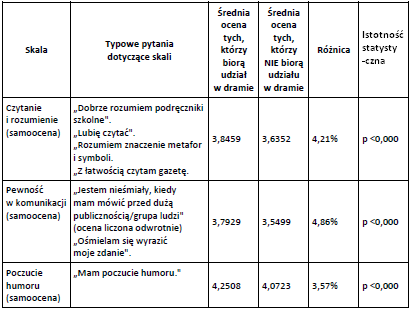 Skala
Typowe pytania
dotyczące skali
Średnia
ocena
tych,
którzy
biorą
udział
w dramie
Średnia
ocena
tych,
którzy
NIE biorą
udziału
w dramie
Różnica
Istotność
statysty
-czna
Czytanie
i rozumienie
(samoocena)
„Dobrze rozumiem podręczniki
szkolne".
„Lubię czytać".
„Rozumiem znaczenie metafor
i symboli.
„Z łatwością czytam gazetę.
3,8459
3,6352
4,21%
p <0,000
Pewność
w komunikacji
(samoocena)
„Jestem nieśmiały, kiedy
mam mówić przed dużą
publicznością/grupa ludzi"
(ocena liczona odwrotnie)
„Ośmielam się wyrazić
moje zdanie".
3,7929
3,5499
4,86%
p <0,000
Poczucie
humoru
(samoocena)
„Mam poczucie humoru."
4,2508
4,0723
3,57%
p <0,000